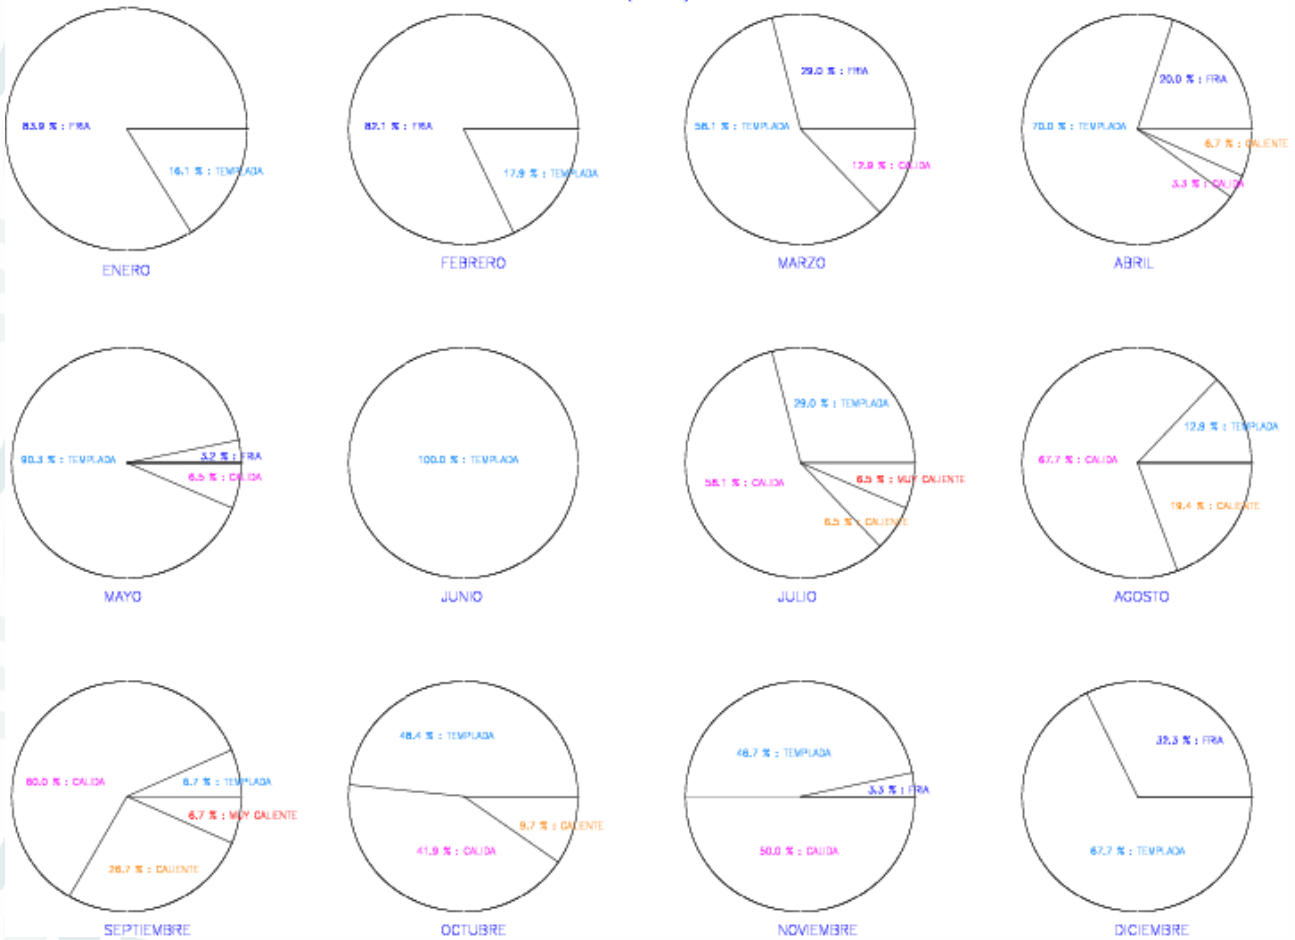 83.9 % : FRIA
16.1 % : TEMPLADA
ENERO
82.1 % : FRIA
17.9 % : TEMPLADA
FEBRERO
29.0 % : FRIA
58.1 % : TEMPLADA
12.9 % : CALIDA
MARZO
20.0 % : FRIA
70.0 % : TEMPLADA
6.7 % : CALIENTE
3.3 % : CALIDA
ABRIL
3.2 % : FRIA
90.3 % : TEMPLADA
6.5 % : CALIDA
MAYO
100.0 % : TEMPLADA
JUNIO
29.0 % : TEMPLADA
58.1 % : CALIDA
6.5 % : MUY CALIENTE
6.5 % : CALIENTE
JULIO
12.9 % : TEMPLADA
67.7 % : CALIDA
19.4 % : CALIENTE
AGOSTO
60.0 % : CALIDA
6.7 % : TEMPLADA
6.7 % : MUY CALIENTE
26.7 % : CALIENTE
SEPTIEMBRE
48.4 % : TEMPLADA
9.7 % : CALIENTE
41.9 % : CALIDA
OCTUBRE
46.7 % : TEMPLADA
3.3 % : FRIA
50.0 % : CALIDA
NOVIEMBRE
32.3 % : FRIA
67.7 % : TEMPLADA
DICIEMBRE